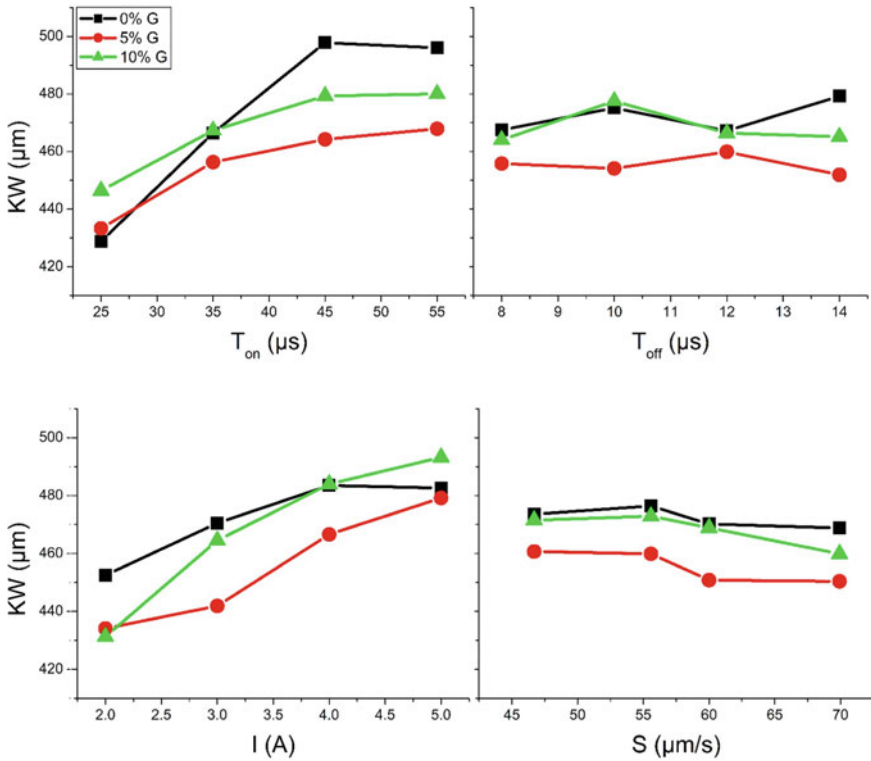 0% G
5% G
10% G
500
480
460
440
420
KW (µm)
25 30 35 40 45 50 55
8 9 10 11 12 13 14
T_on (µs)
T_off (µs)
500
480
460
440
420
KW (µm)
2.0 2.5 3.0 3.5 4.0 4.5 5.0
45 50 55 60 65 70
I (A)
S (µm/s)